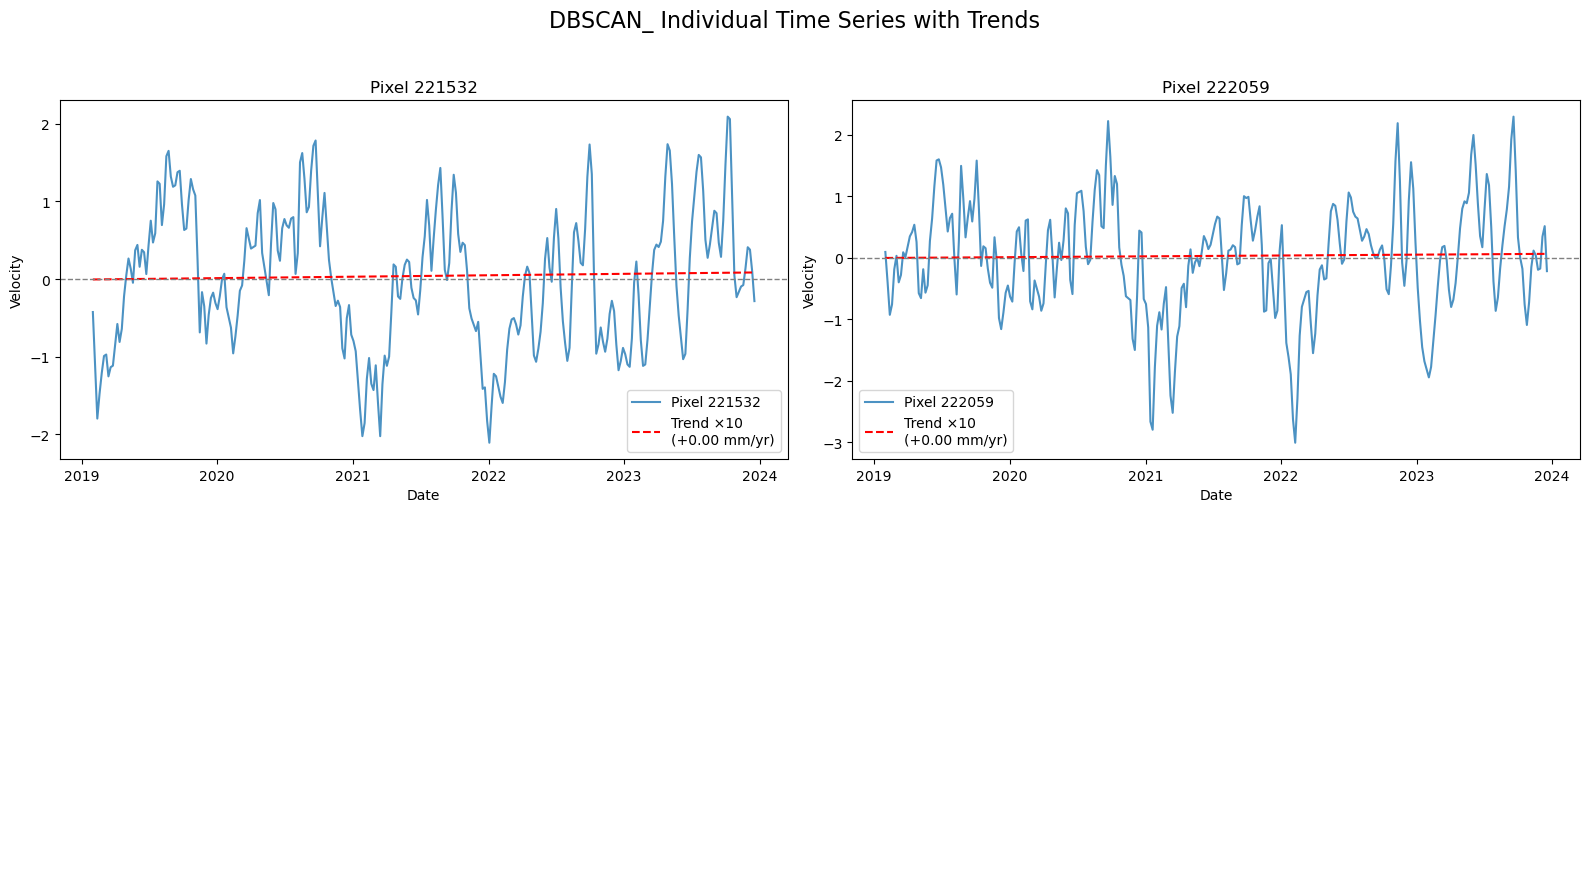 DBSCAN_ Individual Time Series with Trends
Pixel 221532
Velocity
2
1
0
−1
−2
2019 2020 2021 2022 2023 2024
Date
Pixel 221532
Trend ×10
(+0.00 mm/yr)
Pixel 222059
Velocity
2
1
0
−1
−2
−3
2019 2020 2021 2022 2023 2024
Date
Pixel 222059
Trend ×10
(+0.00 mm/yr)